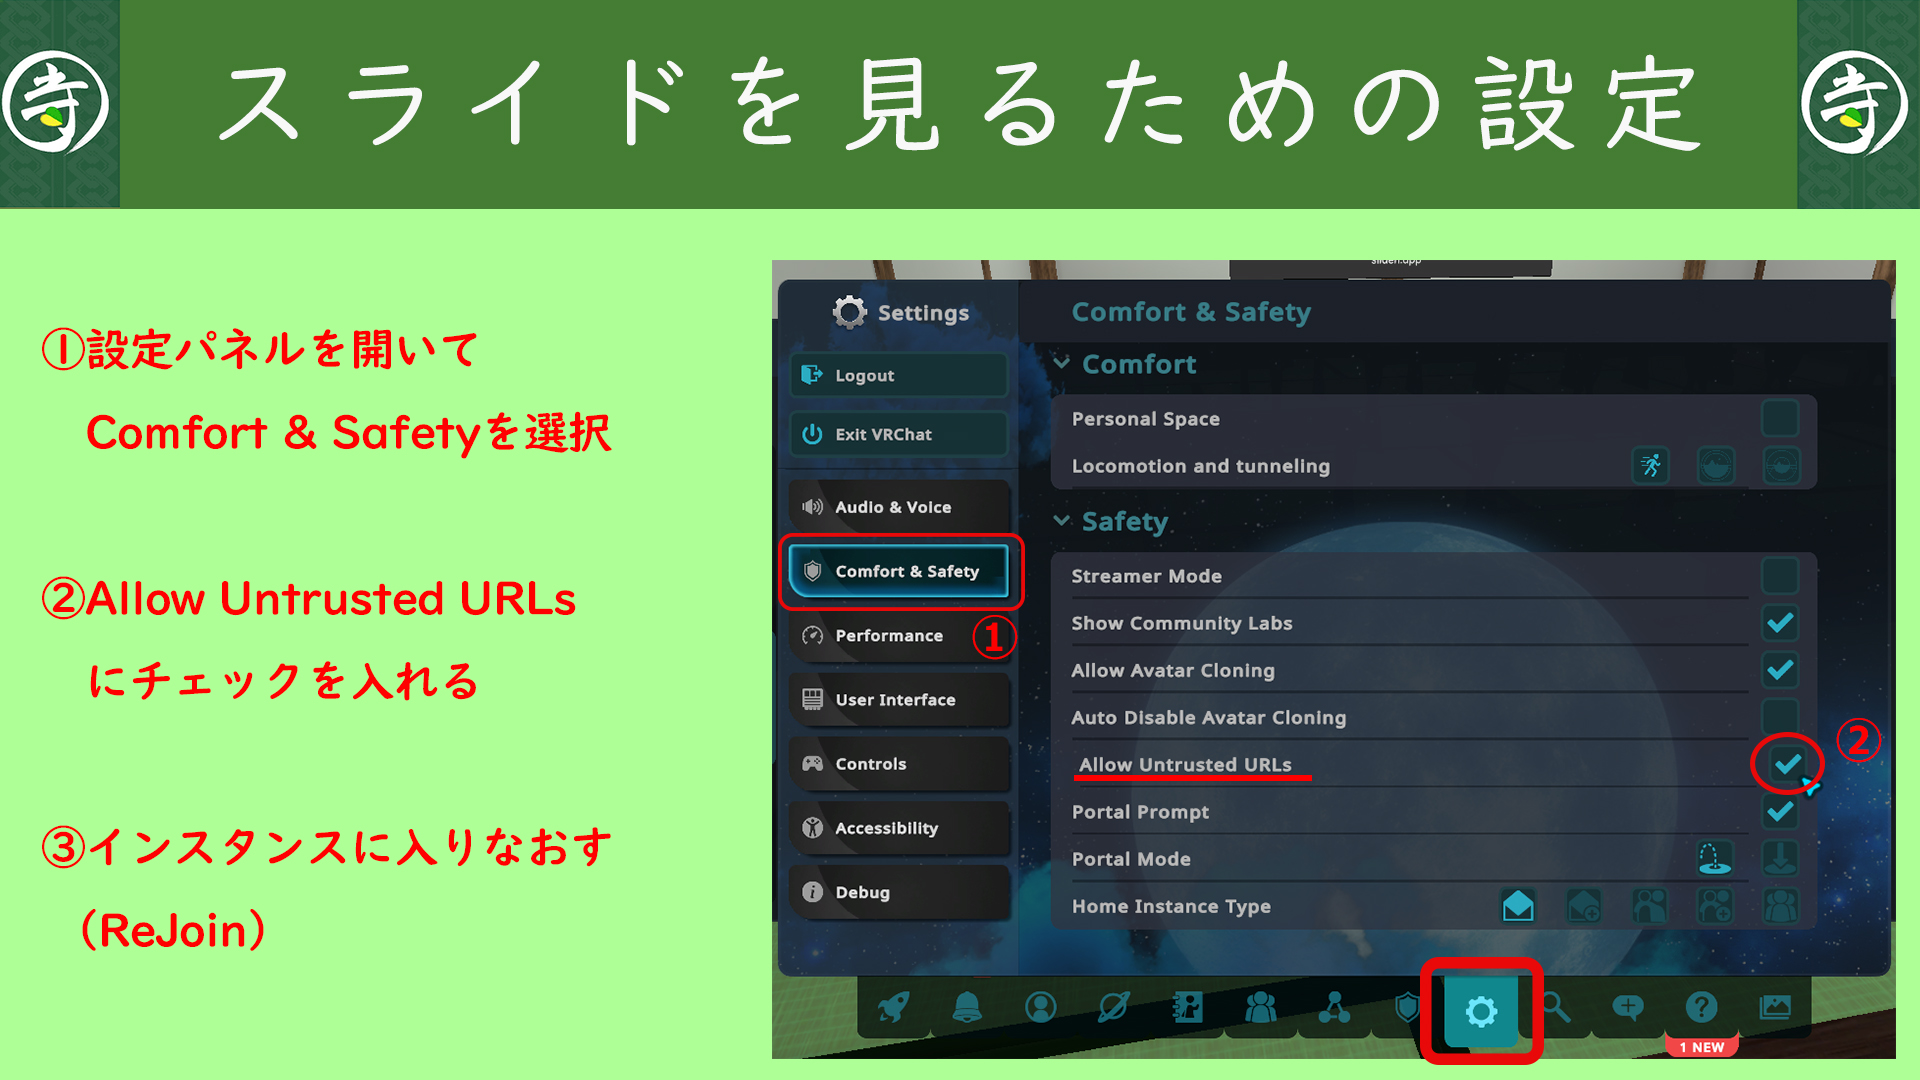 寺
スライドを見るための設定
寺
①設定パネルを開いて
Comfort & Safetyを選択
②Allow Untrusted URLs
にチェックを入れる
③インスタンスに入りなおす
（ReJoin）
Settings
Logout
Exit VRChat
Audio & Voice
Comfort & Safety
①
Performance
User Interface
Controls
Accessibility
Debug
Comfort & Safety
Comfort
Personal Space
Locomotion and tunneling
Safety
Streamer Mode
Show Community Labs
Allow Avatar Cloning
Auto Disable Avatar Cloning
Allow Untrusted URLs
②
Portal Prompt
Portal Mode
Home Instance Type
1 NEW